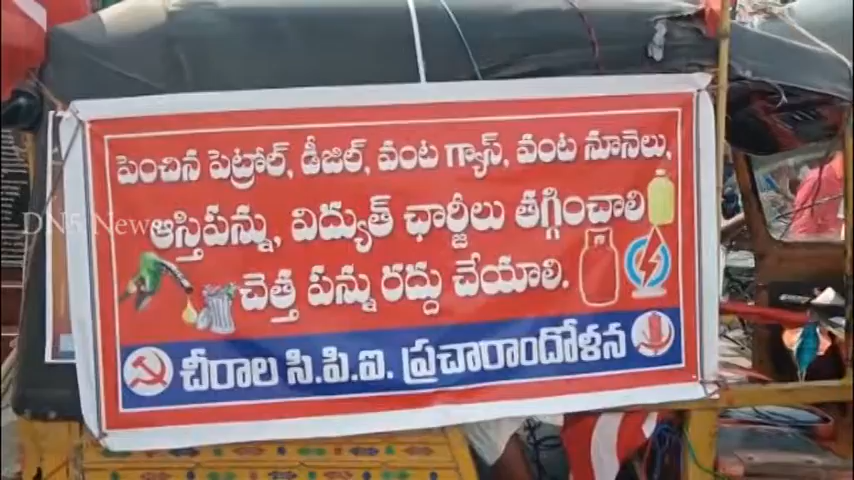 పెంచిన పెట్రోల్, డీజిల్ వంట గ్యాస్, వంట నూనెలు,
ఆస్తిపన్ను, విద్యుత్ ఛార్జీలు తగ్గించాలి
DN5 News
చెత్త పన్ను రద్దు చేయాలి.
చీరాల సి.పి.ఐ ప్రచారాందోళన